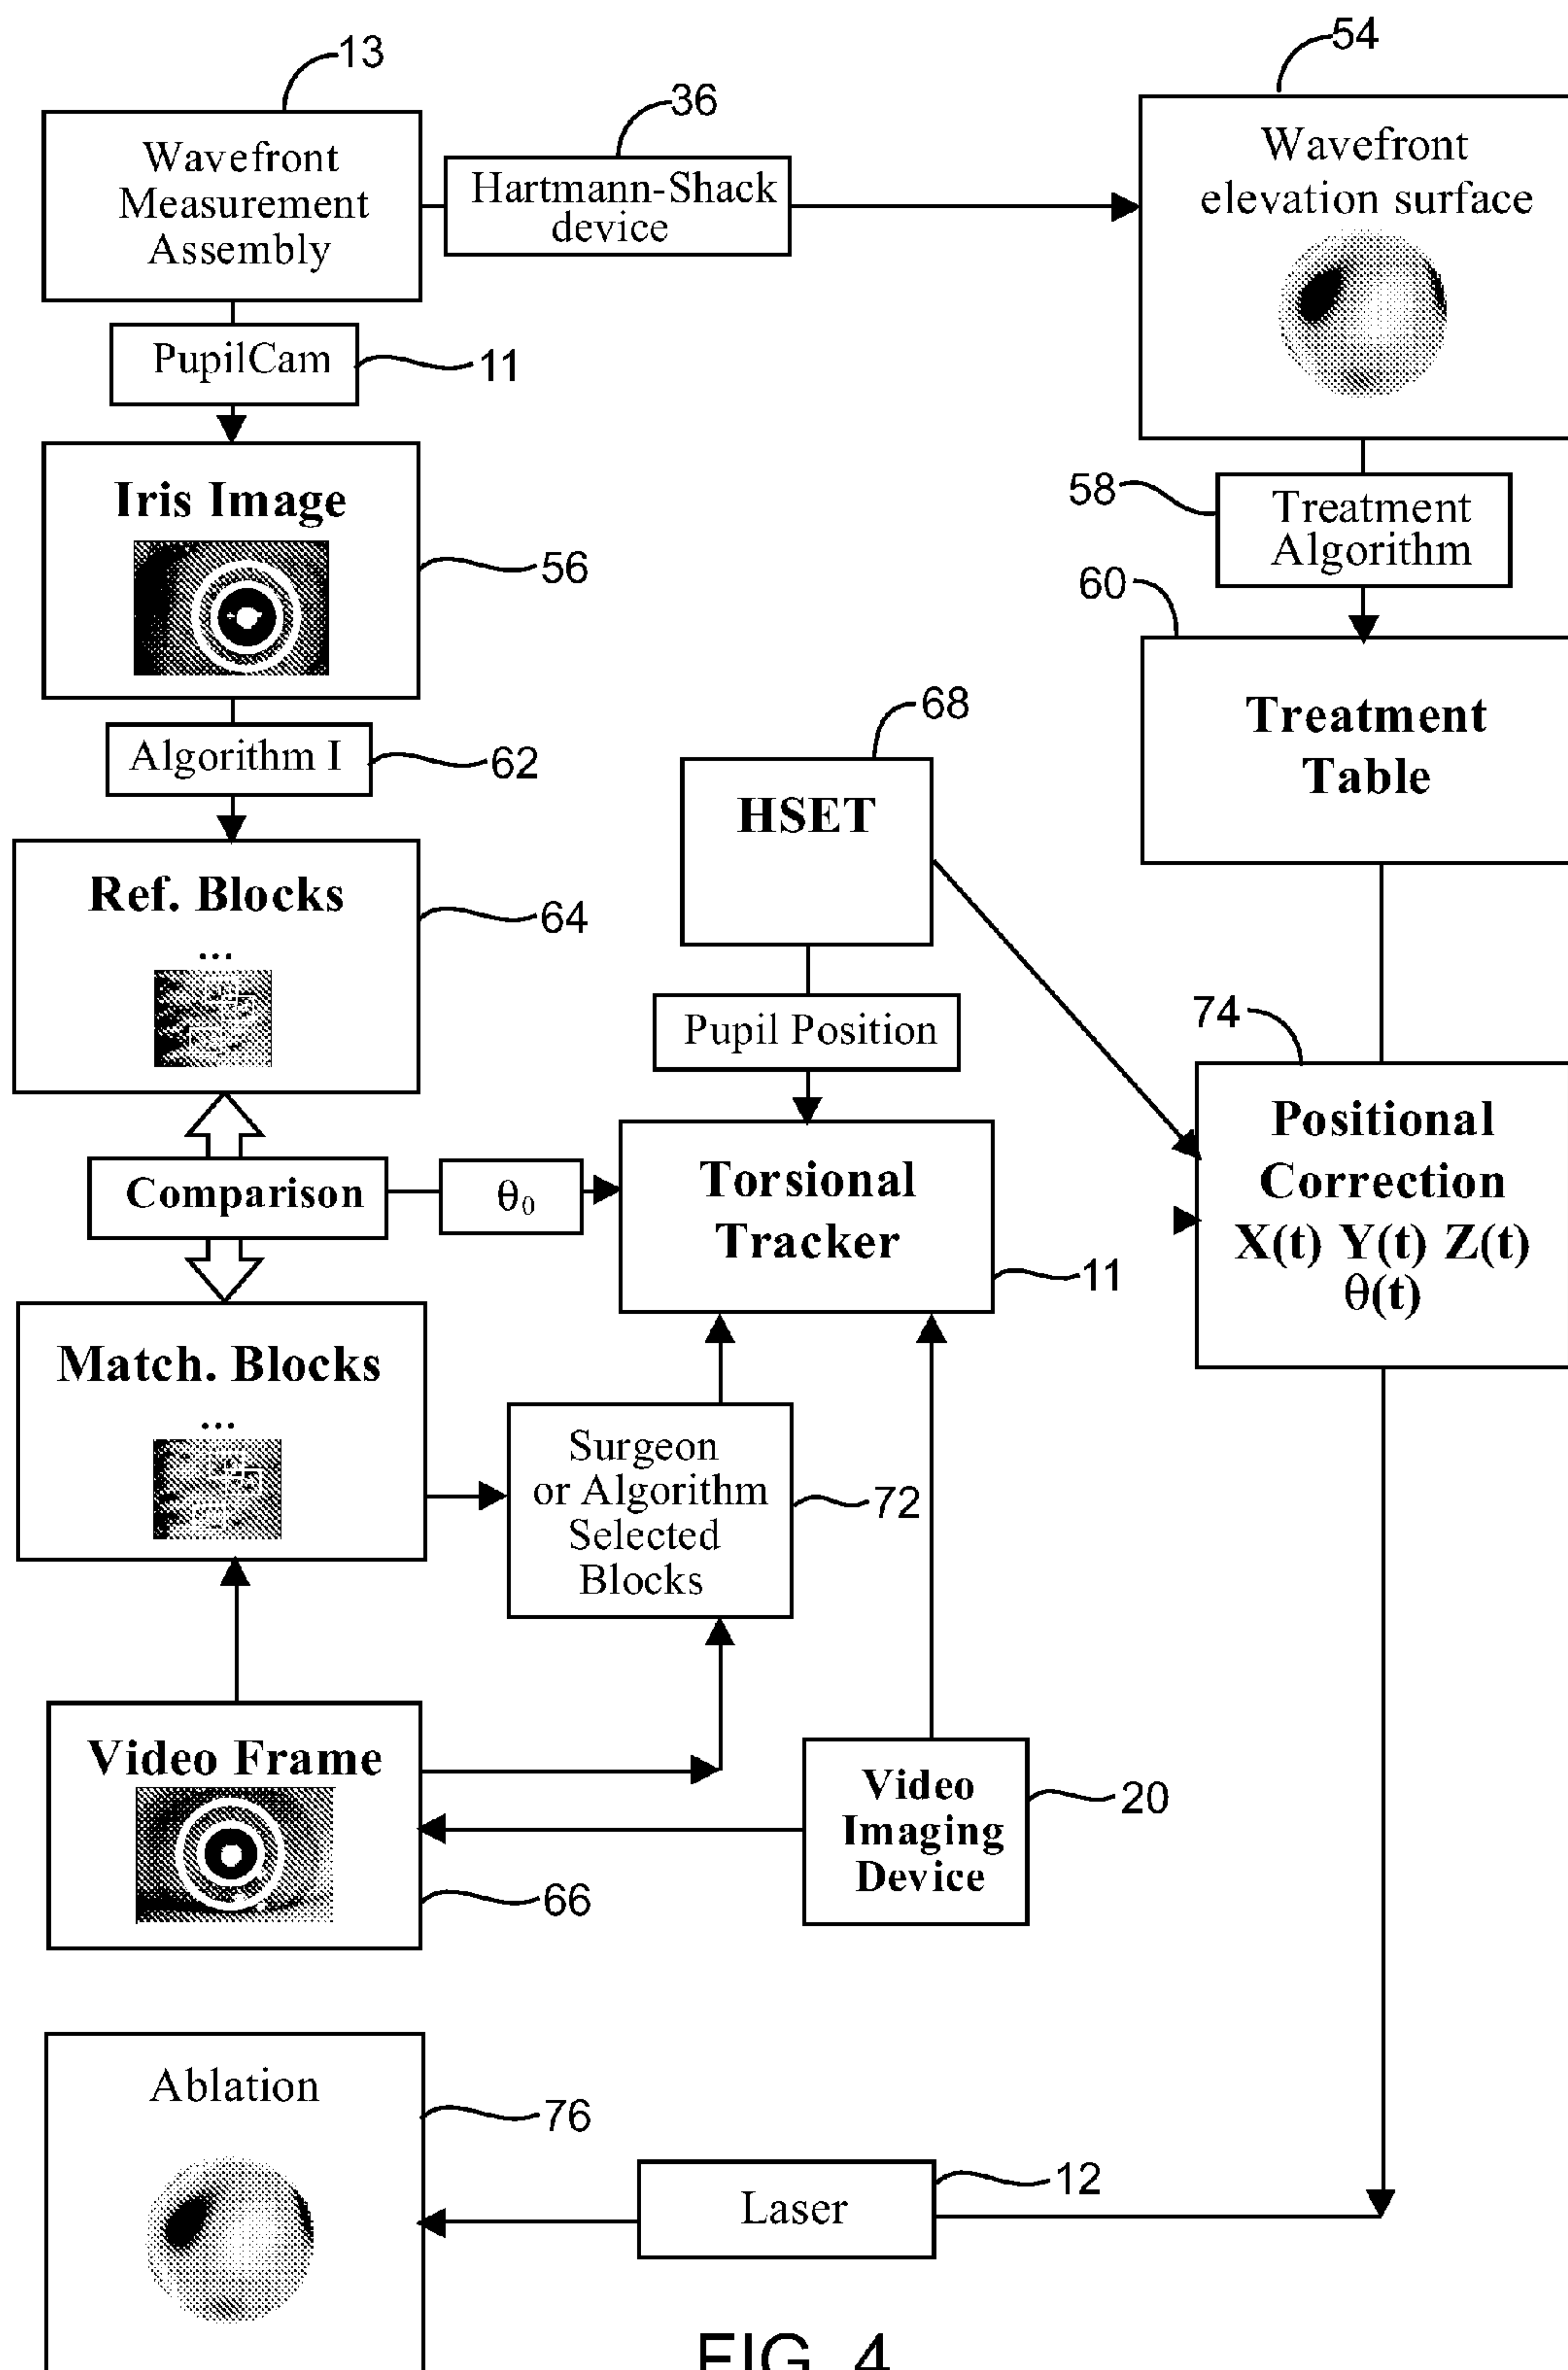 13
Wavefront
Measurement
Assembly
36
Hartmann-Shack
device
54
Wavefront
elevation surface
PupilCam
11
Iris Image
56
58
Treatment
Algorithm
60
Treatment
Table
Algorithm I
62
68
HSET
Ref. Blocks
...
64
Pupil Position
74
Positional
Correction
X(t) Y(t) Z(t)
θ(t)
Comparison
θ0
Torsional
Tracker
11
Match. Blocks
...
Surgeon
or Algorithm
Selected
Blocks
72
Video Frame
66
Video
Imaging
Device
20
Ablation
76
Laser
12
FIG. 4